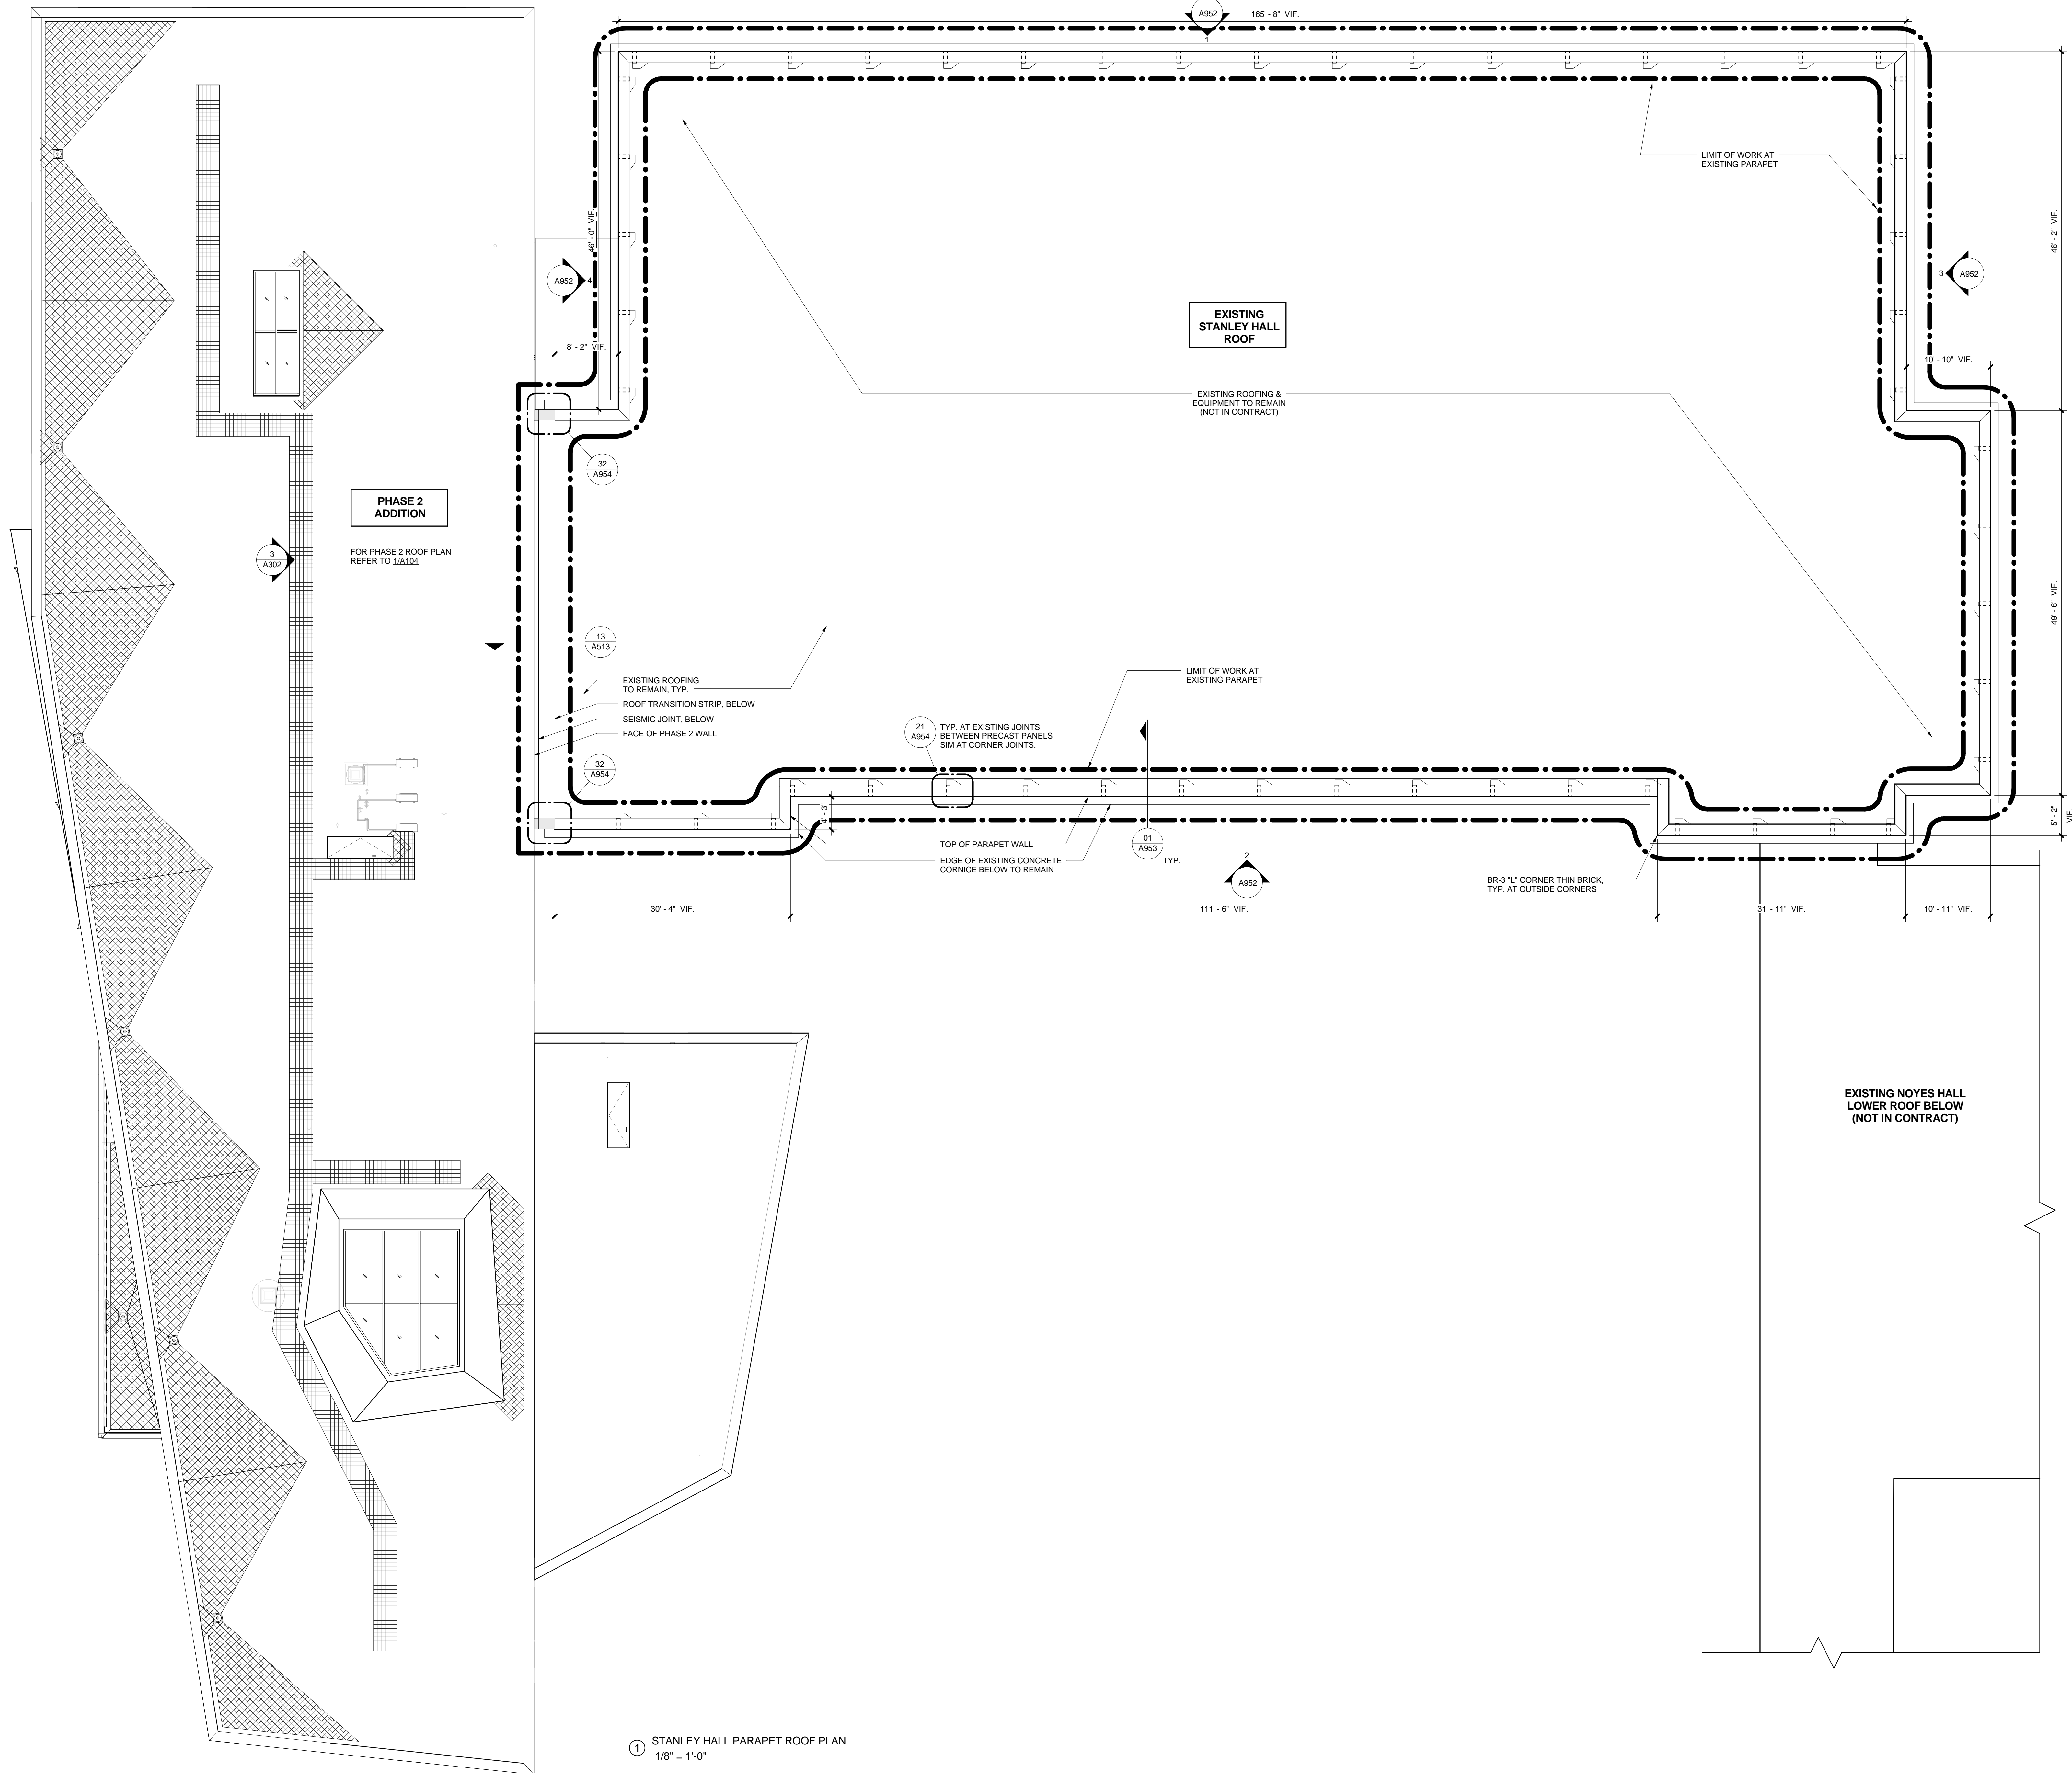 A952
1
165' - 8" VIF.
LIMIT OF WORK AT
EXISTING PARAPET
46' - 0" VIF.
46' - 2" VIF.
A952
4
3
A952
EXISTING
STANLEY HALL
ROOF
8' - 2" VIF.
10' - 10" VIF.
EXISTING ROOFING &
EQUIPMENT TO REMAIN
(NOT IN CONTRACT)
32
A954
PHASE 2
ADDITION
FOR PHASE 2 ROOF PLAN
REFER TO 1/A104
3
A302
49' - 6" VIF.
13
A513
EXISTING ROOFING
TO REMAIN, TYP.
ROOF TRANSITION STRIP, BELOW
SEISMIC JOINT, BELOW
FACE OF PHASE 2 WALL
LIMIT OF WORK AT
EXISTING PARAPET
21
A954
TYP. AT EXISTING JOINTS
BETWEEN PRECAST PANELS
SIM AT CORNER JOINTS.
32
A954
4' - 3"
5' - 2"
VIF.
TOP OF PARAPET WALL
EDGE OF EXISTING CONCRETE
CORNICE BELOW TO REMAIN
01
A953
TYP.
2
A952
BR-3 "L" CORNER THIN BRICK,
TYP. AT OUTSIDE CORNERS
30' - 4" VIF.
111' - 6" VIF.
31' - 11" VIF.
10' - 11" VIF.
EXISTING NOYES HALL
LOWER ROOF BELOW
(NOT IN CONTRACT)
1
STANLEY HALL PARAPET ROOF PLAN
1/8" = 1'-0"